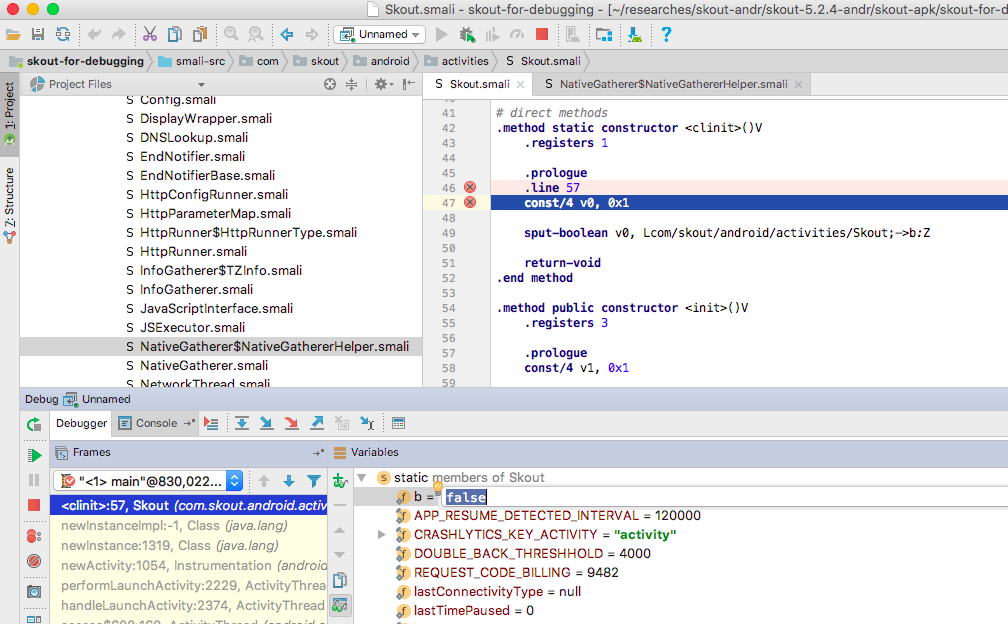 Skout.smali - skout-for-debugging - [~/researches/skout-andr/skout-5.2.4-andr/skout-apk/skout-for-d
Unnamed
skout-for-debugging smali-src com skout android activities S Skout.smali
1: Project
Z: Structure
Project Files
S Config.smali
S DisplayWrapper.smali
S DNSLookup.smali
S EndNotifier.smali
S EndNotifierBase.smali
S HttpConfigRunner.smali
S HttpParameterMap.smali
S HttpRunner$HttpRunnerType.smali
S HttpRunner.smali
S InfoGatherer$TZInfo.smali
S InfoGatherer.smali
S JavaScriptInterface.smali
S JSExecutor.smali
S NativeGatherer$NativeGathererHelper.smali
S NativeGatherer.smali
S NetworkThread.smali
S Skout.smali × S NativeGatherer$NativeGathererHelper.smali ×
40
41 # direct methods
42 .method static constructor <clinit>()V
43 .registers 1
44
45 .prologue
46 .line 57
47 const/4 v0, 0x1
48
49 sput-boolean v0, Lcom/skout/android/activities/Skout;->b:Z
50
51 return-void
52 .end method
53
54 .method public constructor <init>()V
55 .registers 3
56
57 .prologue
58 const/4 v1, 0x1
59
Debug Unnamed
Debugger Console
Frames
"<1> main"@830,022...
<clinit>:57, Skout (com.skout.android.activ
newInstanceImpl:-1, Class (java.lang)
newInstance:1319, Class (java.lang)
newActivity:1054, Instrumentation (android
performLaunchActivity:2229, ActivityThrea
handleLaunchActivity:2374, ActivityThread
Variables
s static members of Skout
f b = false
f APP_RESUME_DETECTED_INTERVAL = 120000
f CRASHLYTICS_KEY_ACTIVITY = "activity"
f DOUBLE_BACK_THRESHHOLD = 4000
f REQUEST_CODE_BILLING = 9482
f lastConnectivityType = null
f lastTimePaused = 0